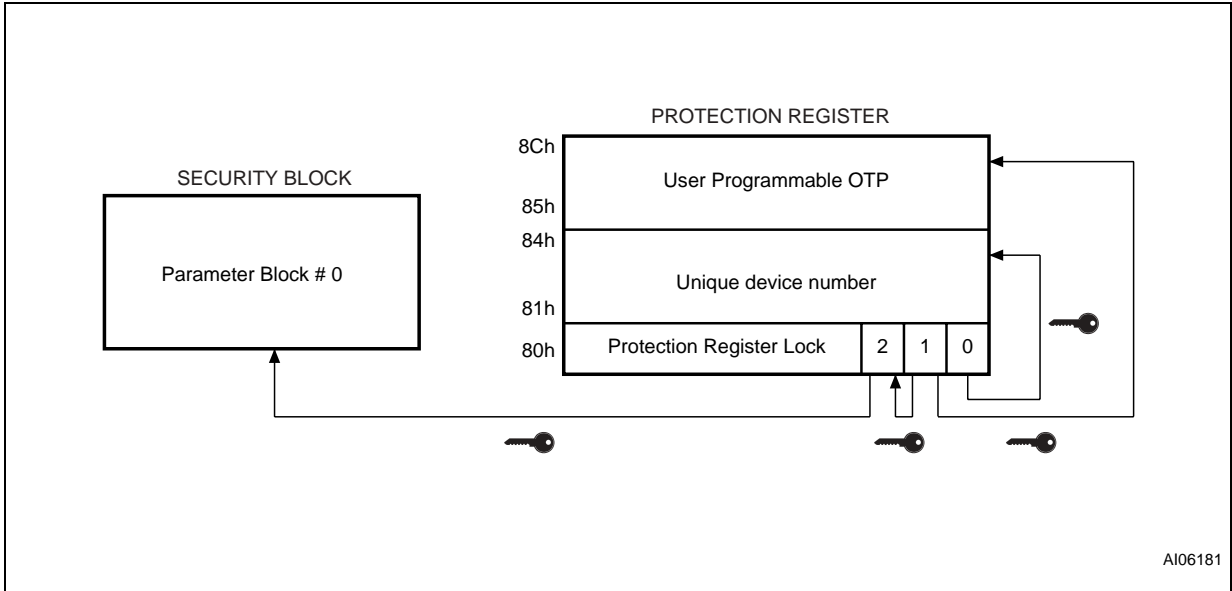 PROTECTION REGISTER
8Ch
User Programmable OTP
SECURITY BLOCK
85h
84h
Parameter Block # 0
Unique device number
81h
80h
Protection Register Lock 2 1 0
AI06181